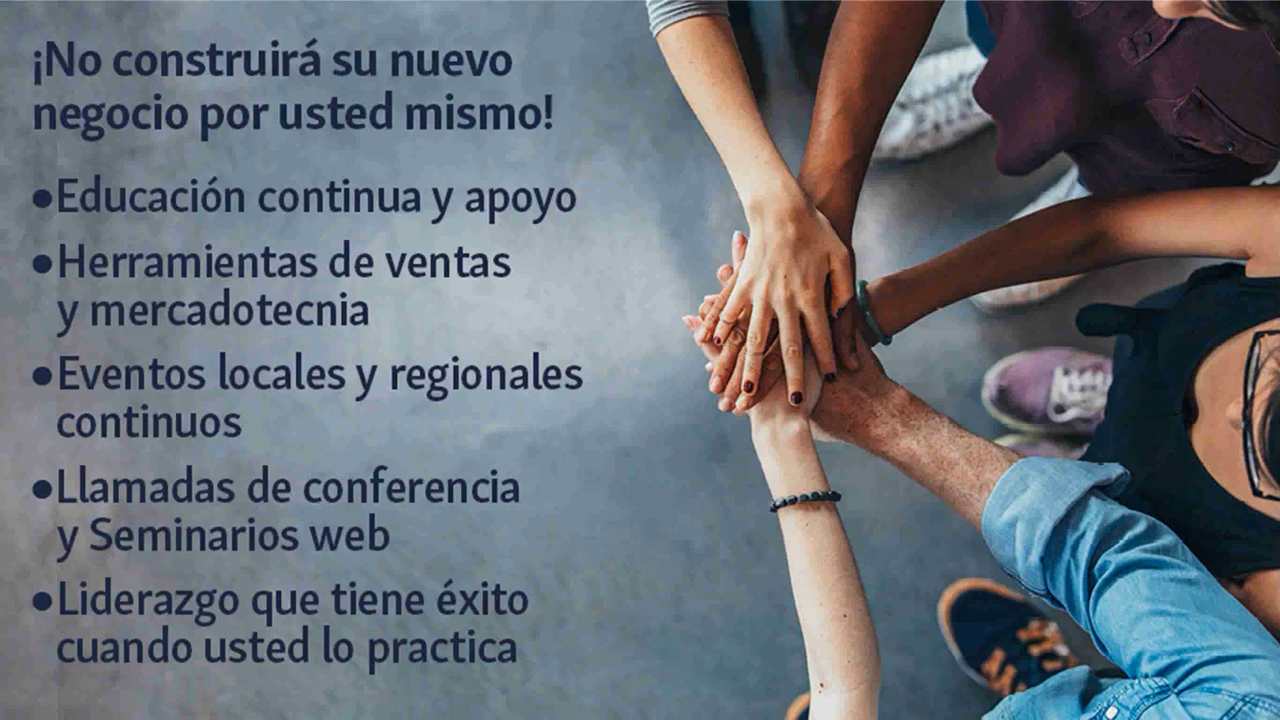 ¡No construirá su nuevo
negocio por usted mismo!
●Educación continua y apoyo
●Herramientas de ventas
y mercadotecnia
●Eventos locales y regionales
continuos
●Llamadas de conferencia
y Seminarios web
●Liderazgo que tiene éxito
cuando usted lo practica